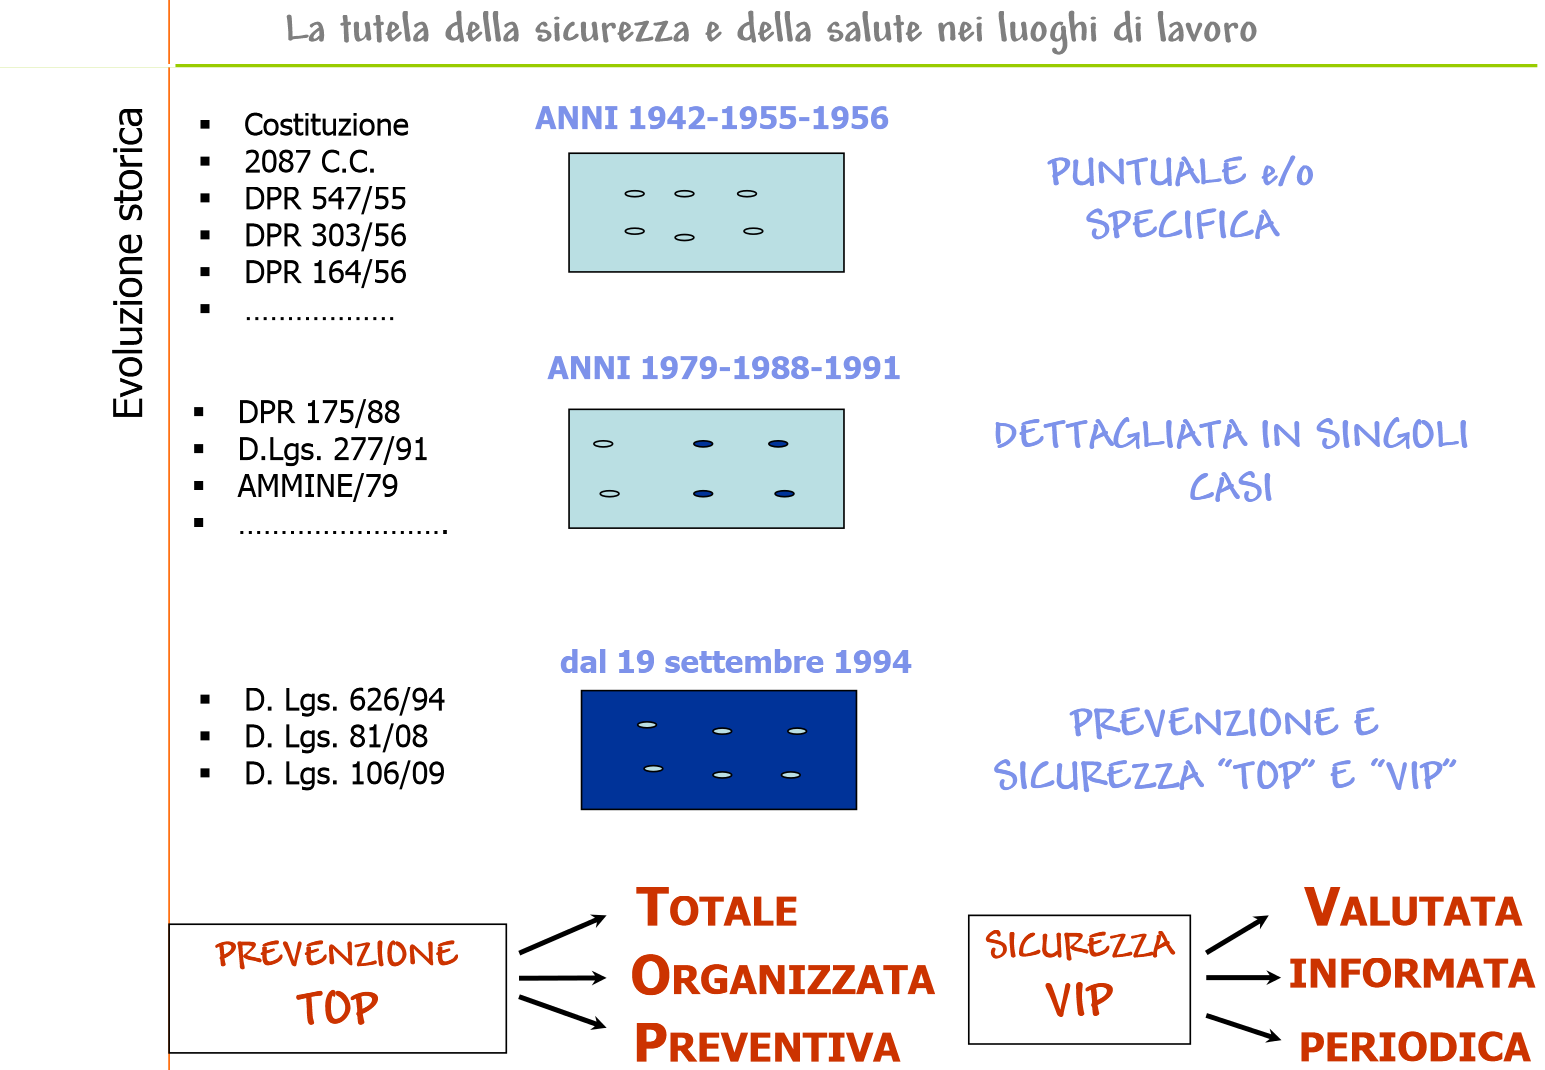 La tutela della sicurezza e della salute nei luoghi di lavoro
Evoluzione storica
▪ Costituzione
▪ 2087 C.C.
▪ DPR 547/55
▪ DPR 303/56
▪ DPR 164/56
▪ ………………
ANNI 1942-1955-1956
PUNTUALE e/o
SPECIFICA
▪ DPR 175/88
▪ D.Lgs. 277/91
▪ AMMINE/79
▪ …………………….
ANNI 1979-1988-1991
DETTAGLIATA IN SINGOLI
CASI
▪ D. Lgs. 626/94
▪ D. Lgs. 81/08
▪ D. Lgs. 106/09
dal 19 settembre 1994
PREVENZIONE E
SICUREZZA “TOP” E “VIP”
PREVENZIONE
TOP
TOTALE
ORGANIZZATA
PREVENTIVA
SICUREZZA
VIP
VALUTATA
INFORMATA
PERIODICA